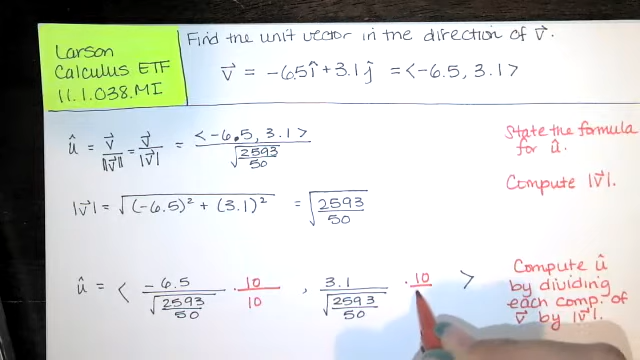 Larson
Calculus ETF
11.1.038.MI
Find the unit vector in the direction of v⃗.
v⃗ = -6.5î + 3.1ĵ = <-6.5, 3.1>
û = v⃗/||v⃗|| = v⃗/|v⃗| = <-6.5, 3.1>/√(2593/50)
State the formula
for û.
|v⃗| = √((-6.5)² + (3.1)²) = √(2593/50)
Compute |v⃗|.
û = < -6.5/√(2593/50) · 10/10 , 3.1/√(2593/50) · 10/ >
Compute û
by dividing
each comp. of
v⃗ by |v⃗|.